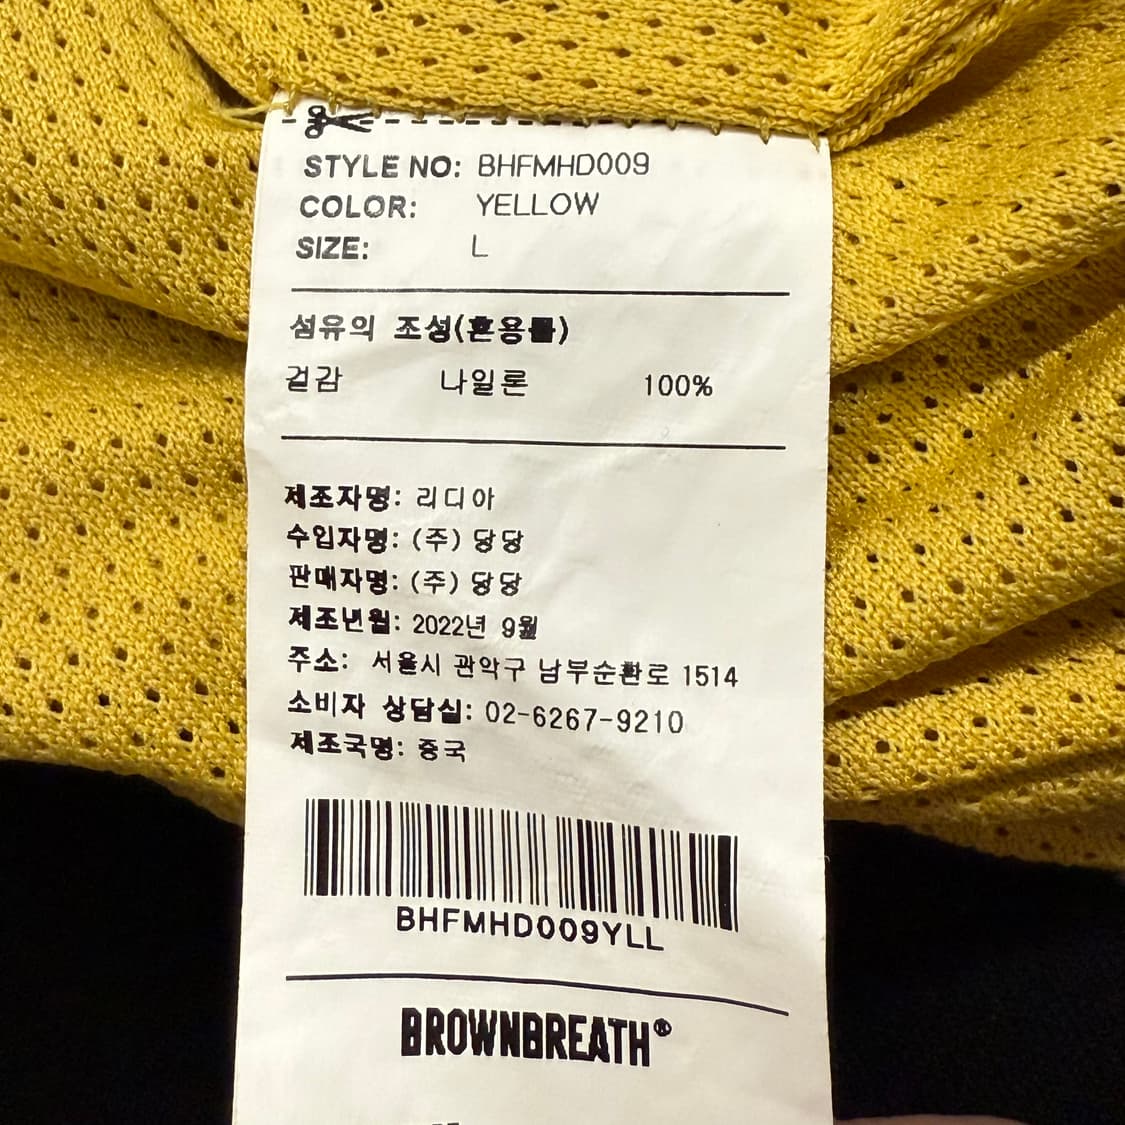 STYLE NO: BHFMHD009
COLOR: YELLOW
SIZE: L
섬유의 조성(혼용률)
겉감 나일론 100%
제조자명: 리디아
수입자명: (주) 당당
판매자명: (주) 당당
제조년월: 2022년 9월
주소: 서울시 관악구 남부순환로 1514
소비자 상담실: 02-6267-9210
제조국명: 중국
BHFMHD009YLL
BROWNBREATH®